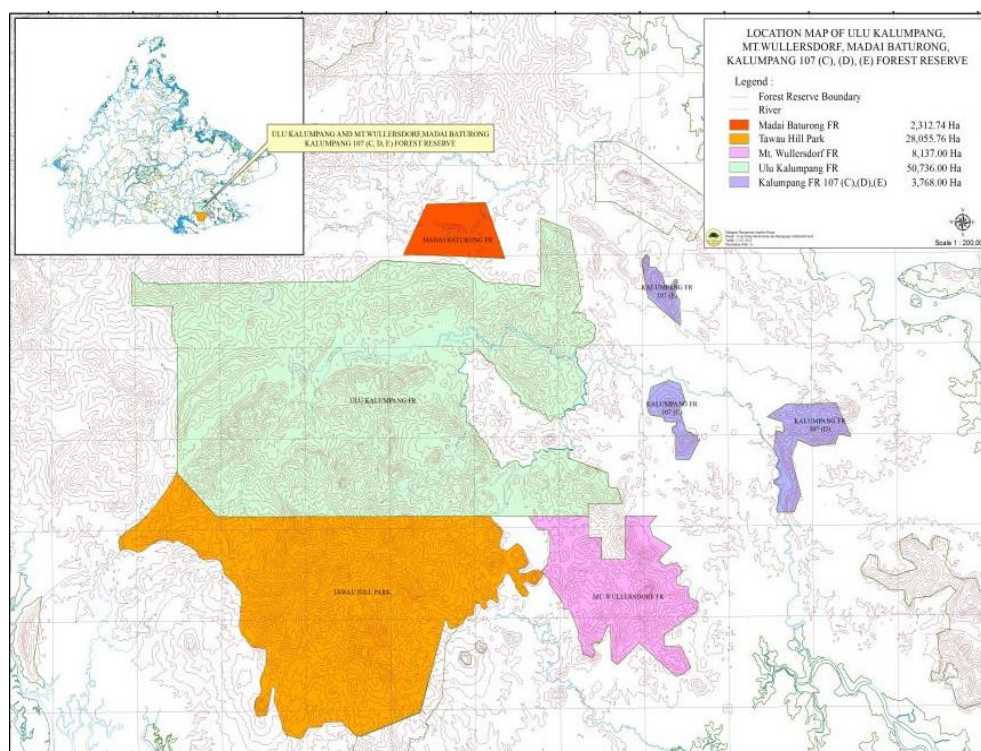 LOCATION MAP OF ULU KALUMPANG,
MT.WULLERSDORF, MADAI BATURONG,
KALUMPANG 107 (C), (D), (E) FOREST RESERVE
Legend :
Forest Reserve Boundary
River
Madai Baturong FR 2,312.74 Ha
Tawau Hill Park 28,055.76 Ha
Mt. Wullersdorf FR 8,137.00 Ha
Ulu Kalumpang FR 50,736.00 Ha
Kalumpang FR 107 (C),(D),(E) 3,768.00 Ha
Scale 1 : 200.00
ULU KALUMPANG AND MT.WULLERSDORF,MADAI BATURONG
KALUMPANG 107 (C, D, E) FOREST RESERVE
MADAI BATURONG FR
KALUMPANG FR
107 (E)
ULU KALUMPANG FR
KALUMPANG FR
107 (C)
KALUMPANG FR
107 (D)
TAWAU HILL PARK
MT. WULLERSDORF FR